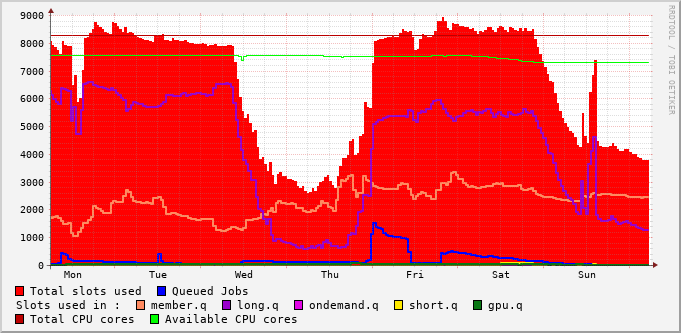 9000
8000
7000
6000
5000
4000
3000
2000
1000
0
Mon Tue Wed Thu Fri Sat Sun
RRDTOOL / TOBI OETIKER
Total slots used Queued Jobs
Slots used in : member.q long.q ondemand.q short.q gpu.q
Total CPU cores Available CPU cores